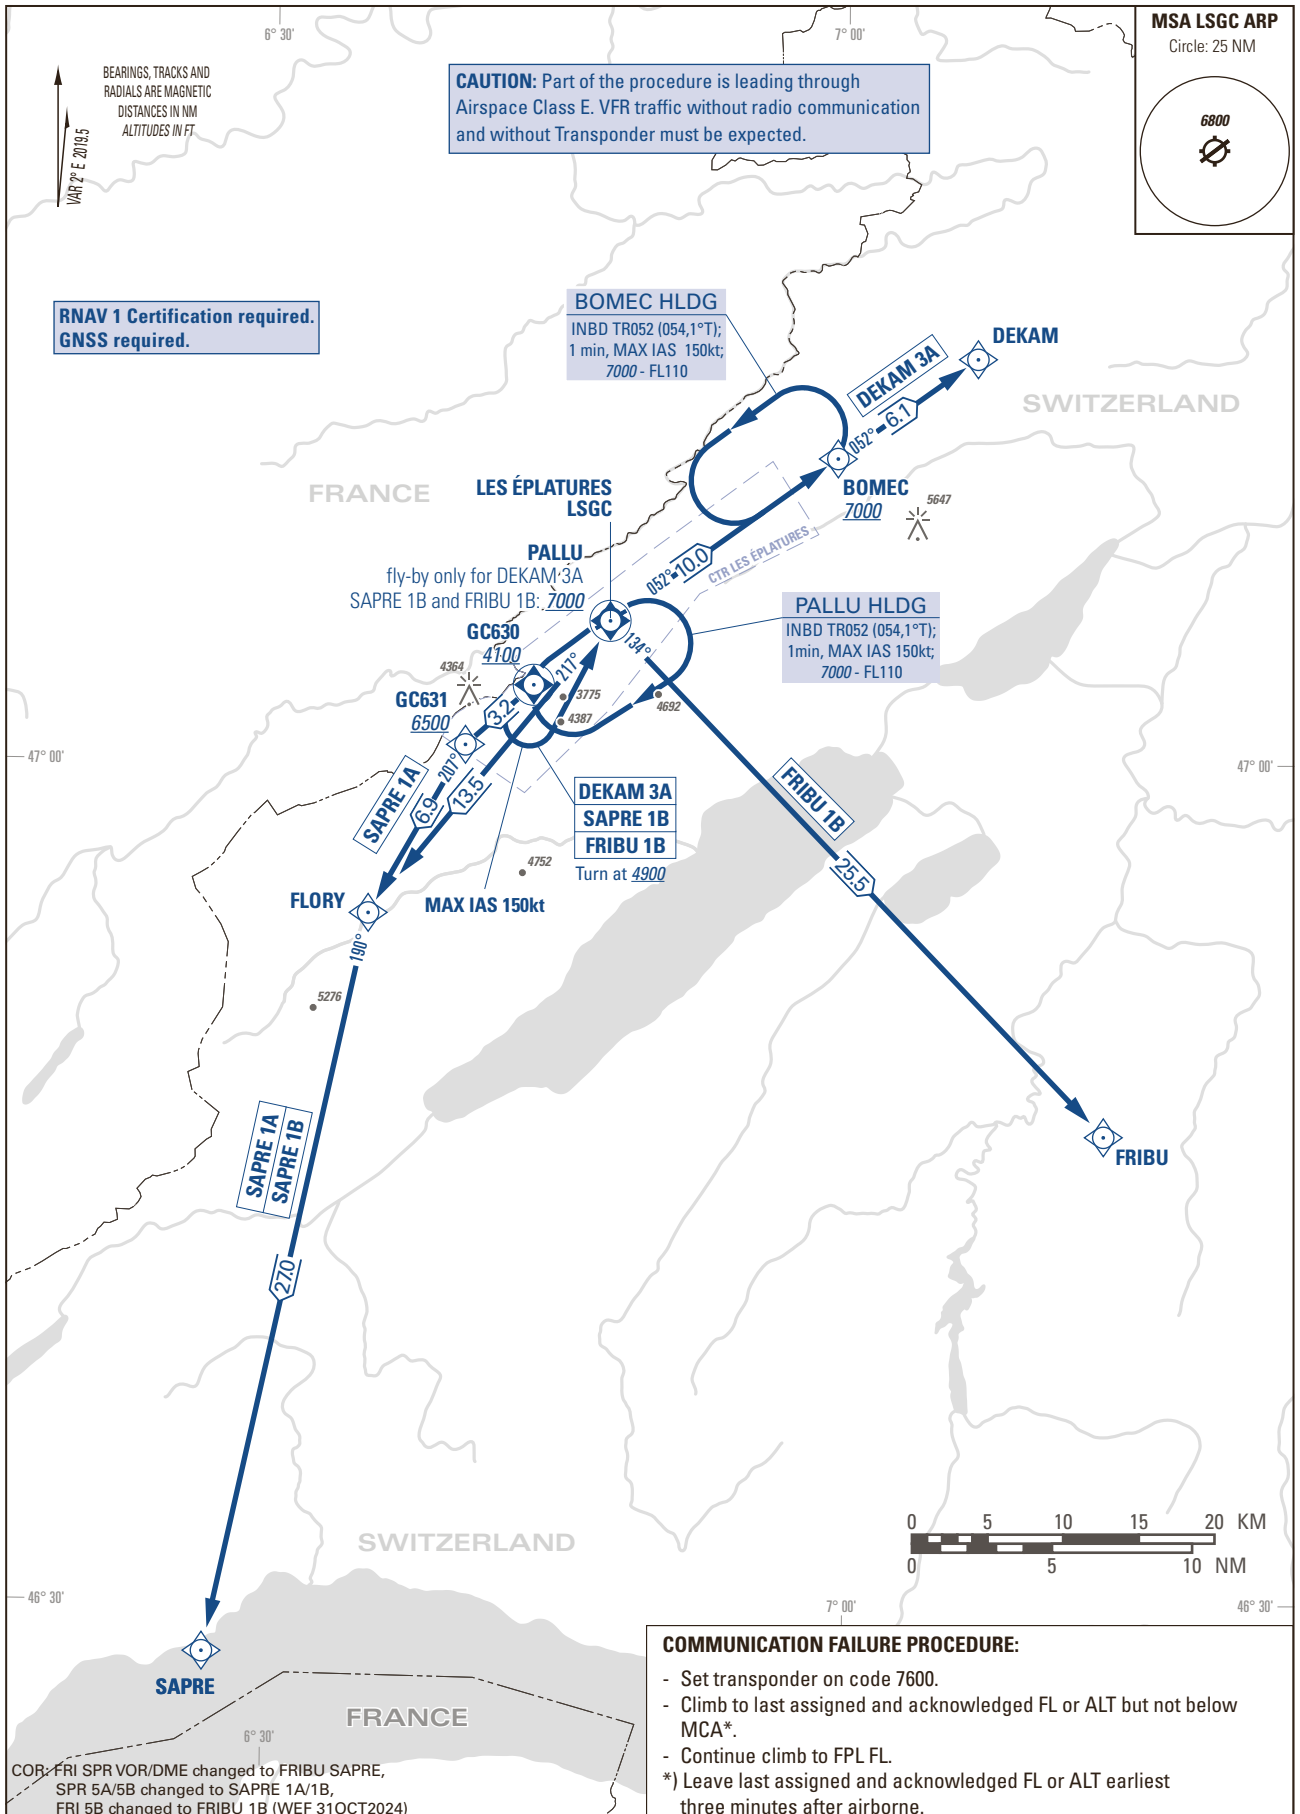 6° 30'
7° 00'
MSA LSGC ARP
Circle: 25 NM
6800
BEARINGS, TRACKS AND
RADIALS ARE MAGNETIC
DISTANCES IN NM
ALTITUDES IN FT
VAR 2° E 2019.5
CAUTION: Part of the procedure is leading through
Airspace Class E. VFR traffic without radio communication
and without Transponder must be expected.
RNAV 1 Certification required.
GNSS required.
BOMEC HLDG
INBD TR052 (054,1°T);
1 min, MAX IAS 150kt;
7000 - FL110
DEKAM
DEKAM 3A
052°
6.1
SWITZERLAND
FRANCE
BOMEC
7000
5647
LES ÉPLATURES
LSGC
CTR LES ÉPLATURES
052°
10.0
PALLU
fly-by only for DEKAM 3A
SAPRE 1B and FRIBU 1B: 7000
PALLU HLDG
INBD TR052 (054,1°T);
1min, MAX IAS 150kt;
7000 - FL110
GC630
4100
134°
217°
4364
3775
4692
4387
GC631
6500
3.2
47° 00'
47° 00'
207°
SAPRE 1A
6.9
13.5
DEKAM 3A
SAPRE 1B
FRIBU 1B
Turn at 4900
FRIBU 1B
25.5
4752
FLORY
MAX IAS 150kt
190°
5276
SAPRE 1A
SAPRE 1B
FRIBU
27.0
SWITZERLAND
0 5 10 15 20 KM
0 5 10 NM
46° 30'
7° 00'
46° 30'
SAPRE
FRANCE
6° 30'
COR: FRI SPR VOR/DME changed to FRIBU SAPRE,
SPR 5A/5B changed to SAPRE 1A/1B,
FRI 5B changed to FRIBU 1B (WEF 31OCT2024)
COMMUNICATION FAILURE PROCEDURE:
- Set transponder on code 7600.
- Climb to last assigned and acknowledged FL or ALT but not below
MCA*.
- Continue climb to FPL FL.
*) Leave last assigned and acknowledged FL or ALT earliest
three minutes after airborne.